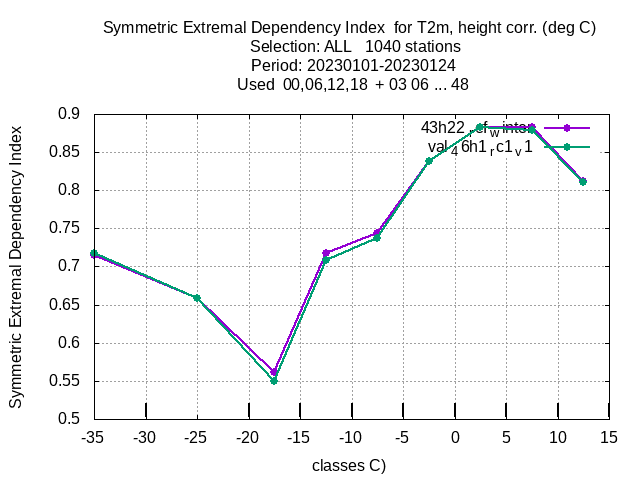 Symmetric Extremal Dependency Index for T2m, height corr. (deg C)
Selection: ALL 1040 stations
Period: 20230101-20230124
Used 00,06,12,18 + 03 06 ... 48
Symmetric Extremal Dependency Index
0.9
0.85
0.8
0.75
0.7
0.65
0.6
0.55
0.5
43h22_ref_winter
val_46h1_rc1_v1
-35 -30 -25 -20 -15 -10 -5 0 5 10 15
classes C)